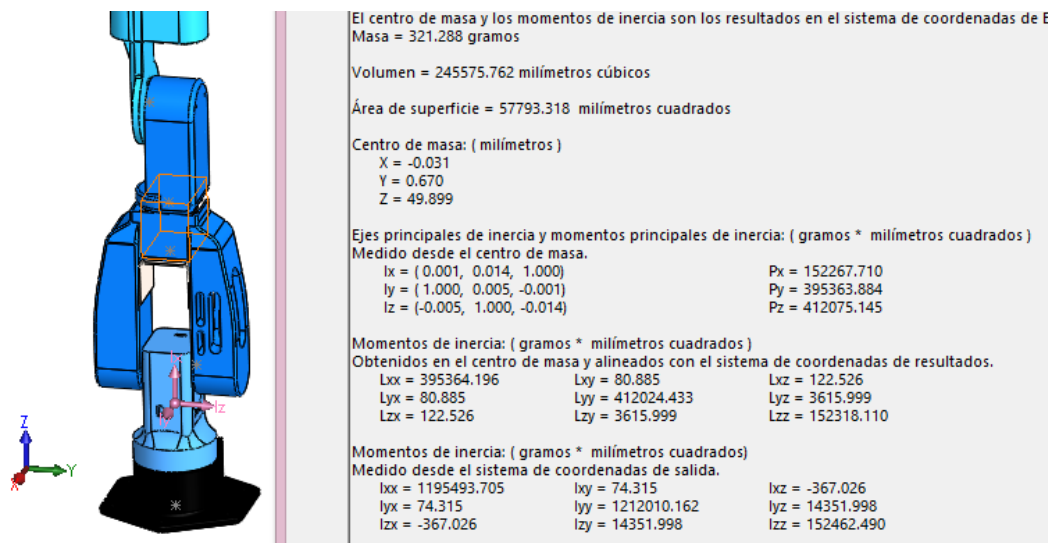 El centro de masa y los momentos de inercia son los resultados en el sistema de coordenadas de E
Masa = 321.288 gramos
Volumen = 245575.762 milímetros cúbicos
Área de superficie = 57793.318 milímetros cuadrados
Centro de masa: ( milímetros )
X = -0.031
Y = 0.670
Z = 49.899
Ejes principales de inercia y momentos principales de inercia: ( gramos * milímetros cuadrados )
Medido desde el centro de masa.
Ix = ( 0.001, 0.014, 1.000) Px = 152267.710
Iy = ( 1.000, 0.005, -0.001) Py = 395363.884
Iz = (-0.005, 1.000, -0.014) Pz = 412075.145
Momentos de inercia: ( gramos * milímetros cuadrados )
Obtenidos en el centro de masa y alineados con el sistema de coordenadas de resultados.
Lxx = 395364.196 Lxy = 80.885 Lxz = 122.526
Lyx = 80.885 Lyy = 412024.433 Lyz = 3615.999
Lzx = 122.526 Lzy = 3615.999 Lzz = 152318.110
Momentos de inercia: ( gramos * milímetros cuadrados)
Medido desde el sistema de coordenadas de salida.
Ixx = 1195493.705 Ixy = 74.315 Ixz = -367.026
Iyx = 74.315 Iyy = 1212010.162 Iyz = 14351.998
Izx = -367.026 Izy = 14351.998 Izz = 152462.490
Iz
Z
Y
X